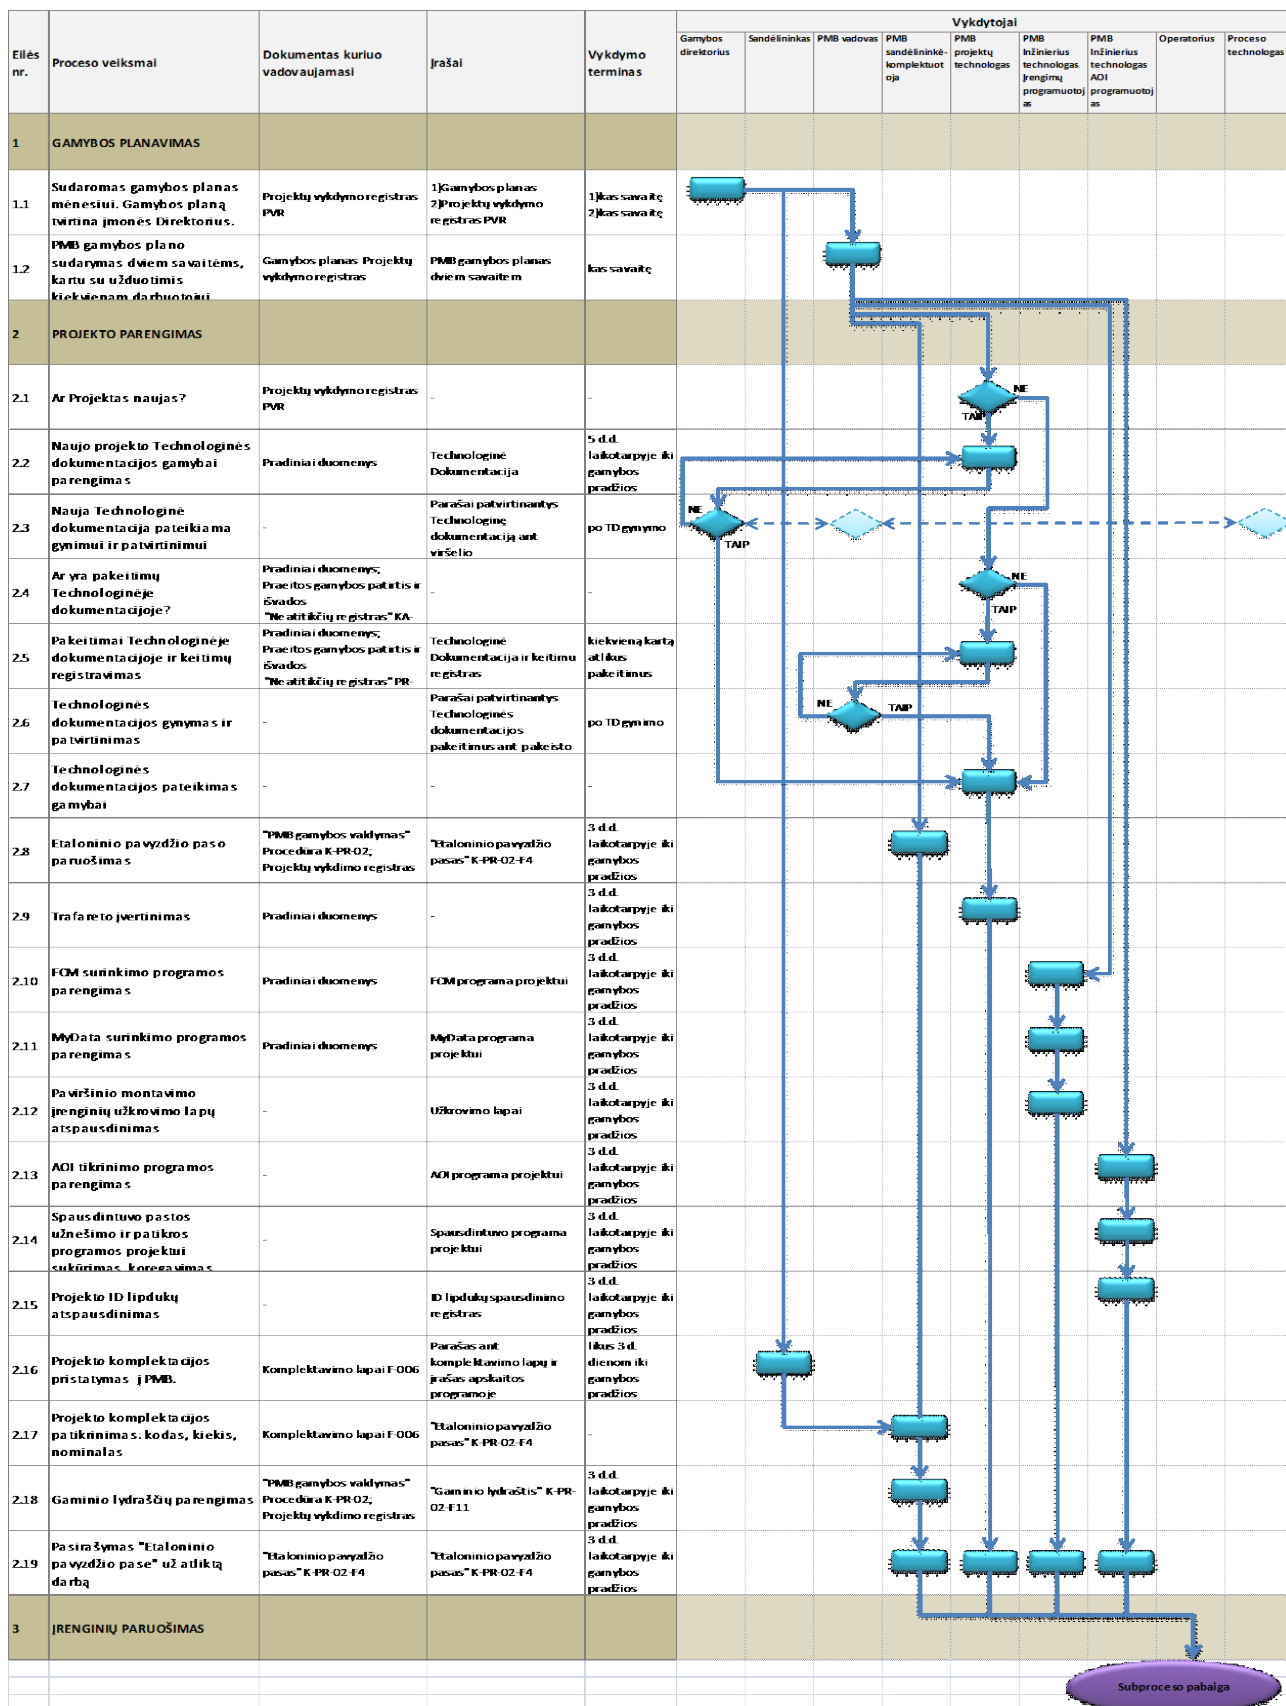 Vykdytojai
Eilės nr.
Proceso veiksmai
Dokumentas kuriuo vadovaujamasi
Įrašai
Vykdymo terminas
Gamybos direktorius
Sandėlininkas
PMB vadovas
PMB sandėlininkė-komplektuotoja
PMB projektų technologas
PMB Inžinierius technologas Įrengimų programuotojas
PMB Inžinierius technologas AOI programuotojas
Operatorius
Proceso technologas
1
GAMYBOS PLANAVIMAS
1.1
Sudaromas gamybos planas
mėnesiui. Gamybos planą
tvirtina įmonės Direktorius.
Projektų vykdymo registras
PVR
1)Gamybos planas
2)Projektų vykdymo
registras PVR
1)kas savaitę
2)kas savaitę
1.2
PMB gamybos plano
sudarymas dviem savaitėms,
kartu su užduotimis
kiekvienam darbuotojui
Gamybos planas Projektų
vykdymo registras
PMB gamybos planas
dviem savaitem
kas savaitę
2
PROJEKTO PARENGIMAS
2.1
Ar Projektas naujas?
Projektų vykdymo registras
PVR
-
-
NE
TAIP
2.2
Naujo projekto Technologinės
dokumentacijos gamybai
parengimas
Pradiniai duomenys
Technologinė
Dokumentacija
5 d.d.
laikotarpyje iki
gamybos
pradžios
2.3
Nauja Technologinė
dokumentacija pateikiama
gynimui ir patvirtinimui
-
Parašai patvirtinantys
Technologinę
dokumentaciją ant
viršelio
po TD gynymo
NE
TAIP
2.4
Ar yra pakeitimų
Technologinėje
dokumentacijoje?
Pradiniai duomenys;
Praeitos gamybos patirtis ir
išvados
"Neatitikčių registras" KA-
-
-
NE
TAIP
2.5
Pakeitimai Technologinėje
dokumentacijoje ir keitimų
registravimas
Pradiniai duomenys;
Praeitos gamybos patirtis ir
išvados
"Neatitikčių registras" PR-
Technologinė
Dokumentacija ir keitimu
registras
kiekvieną kartą
atlikus
pakeitimus
2.6
Technologinės
dokumentacijos gynymas ir
patvirtinimas
-
Parašai patvirtinantys
Technologinės
dokumentacijos
pakeitimus ant pakeisto
po TD gynimo
NE
TAIP
2.7
Technologinės
dokumentacijos pateikimas
gamybai
-
-
-
2.8
Etaloninio pavyzdžio paso
paruošimas
"PMB gamybos valdymas"
Procedūra K-PR-02;
Projektų vykdimo registras
"Etaloninio pavyzdžio
pasas" K-PR-02-F4
3 d.d.
laikotarpyje iki
gamybos
pradžios
2.9
Trafareto įvertinimas
Pradiniai duomenys
-
3 d.d.
laikotarpyje iki
gamybos
pradžios
2.10
FCM surinkimo programos
parengimas
Pradiniai duomenys
FCM programa projektui
3 d.d.
laikotarpyje iki
gamybos
pradžios
2.11
MyData surinkimo programos
parengimas
Pradiniai duomenys
MyData programa
projektui
3 d.d.
laikotarpyje iki
gamybos
pradžios
2.12
Paviršinio montavimo
įrenginių užkrovimo lapų
atspausdinimas
-
Užkrovimo lapai
3 d.d.
laikotarpyje iki
gamybos
pradžios
2.13
AOI tikrinimo programos
parengimas
-
AOI programa projektui
3 d.d.
laikotarpyje iki
gamybos
pradžios
2.14
Spausdintuvo pastos
užnešimo ir patikros
programos projektui
sukūrimas, koregavimas
-
Spausdintuvo programa
projektui
3 d.d.
laikotarpyje iki
gamybos
pradžios
2.15
Projekto ID lipdukų
atspausdinimas
-
ID lipdukų spausdinimo
registras
3 d.d.
laikotarpyje iki
gamybos
pradžios
2.16
Projekto komplektacijos
pristatymas į PMB.
Komplektavimo lapai F-006
Parašas ant
komplektavimo lapų ir
įrašas apskaitos
programoje
likus 3 d.
dienom iki
gamybos
pradžios
2.17
Projekto komplektacijos
patikrinimas: kodas, kiekis,
nominalas
Komplektavimo lapai F-006
"Etaloninio pavyzdžio
pasas" K-PR-02-F4
-
2.18
Gaminio lydraščių parengimas
"PMB gamybos valdymas"
Procedūra K-PR-02;
Projektų vykdimo registras
"Gaminio lydraštis" K-PR-
02-F11
3 d.d.
laikotarpyje iki
gamybos
pradžios
2.19
Pasirašymas "Etaloninio
pavyzdžio pase" už atliktą
darbą
"Etaloninio pavyzdžio
pasas" K-PR-02-F4
"Etaloninio pavyzdžio
pasas" K-PR-02-F4
3 d.d.
laikotarpyje iki
gamybos
pradžios
3
ĮRENGINIŲ PARUOŠIMAS
Subproceso pabaiga